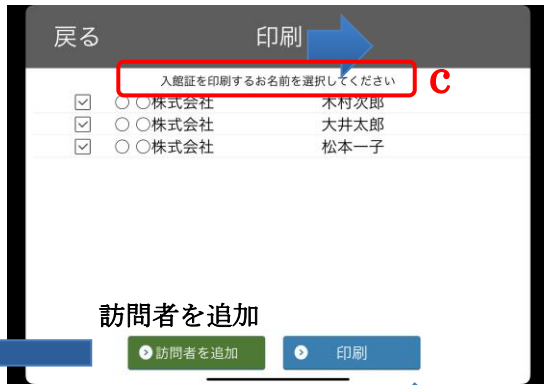 戻る 印刷
入館証を印刷するお名前を選択してください C
○○株式会社 木村次郎
○○株式会社 大井太郎
○○株式会社 松本一子
訪問者を追加
訪問者を追加 印刷